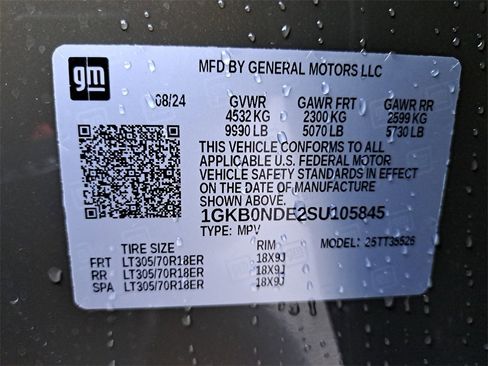 gm
MFD BY GENERAL MOTORS LLC
08/24 GVWR GAWR FRT GAWR RR
4532 KG 2300 KG 2599 KG
9990 LB 5070 LB 5730 LB
THIS VEHICLE CONFORMS TO ALL
APPLICABLE U.S. FEDERAL MOTOR
VEHICLE SAFETY STANDARDS IN EFFECT
ON THE DATE OF MANUFACTURE
SHOWN ABOVE.
1GKB0NDE2SU105845
TYPE: MPV MODEL: 25TT35526
TIRE SIZE RIM
FRT LT305/70R18ER 18X9J
RR LT305/70R18ER 18X9J
SPA LT305/70R18ER 18X9J